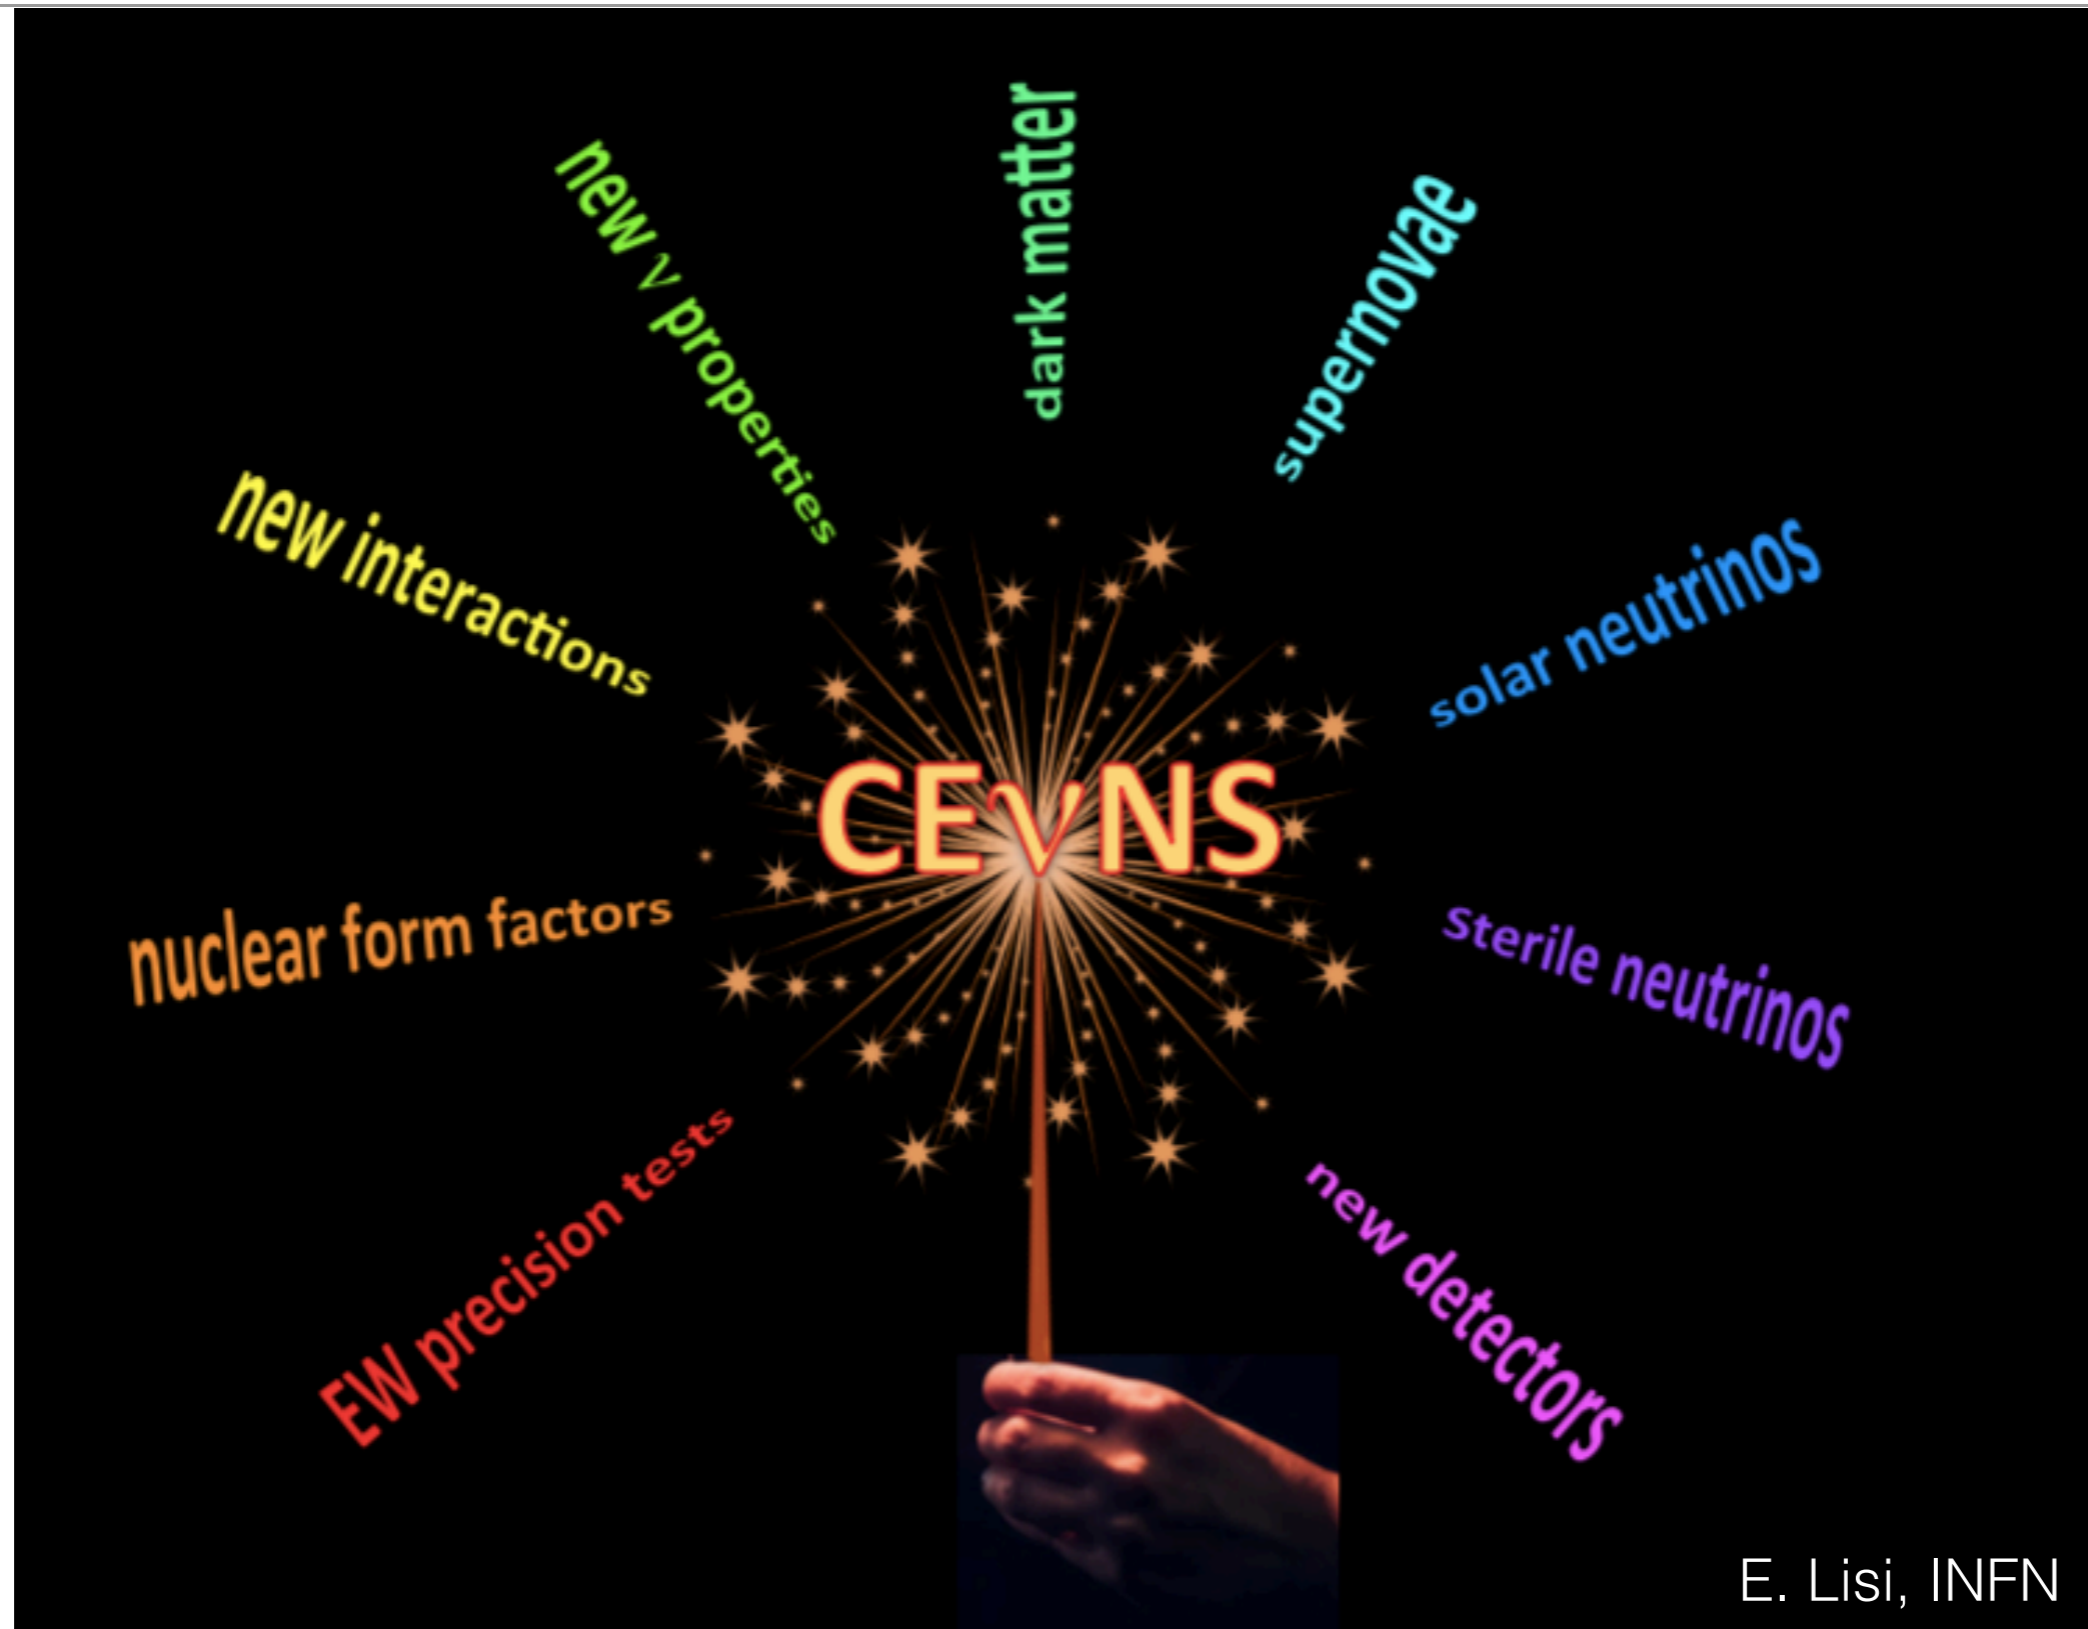 dark matter
new ν properties
supernovae
new interactions
solar neutrinos
CEνNS
nuclear form factors
sterile neutrinos
EW precision tests
new detectors
E. Lisi, INFN